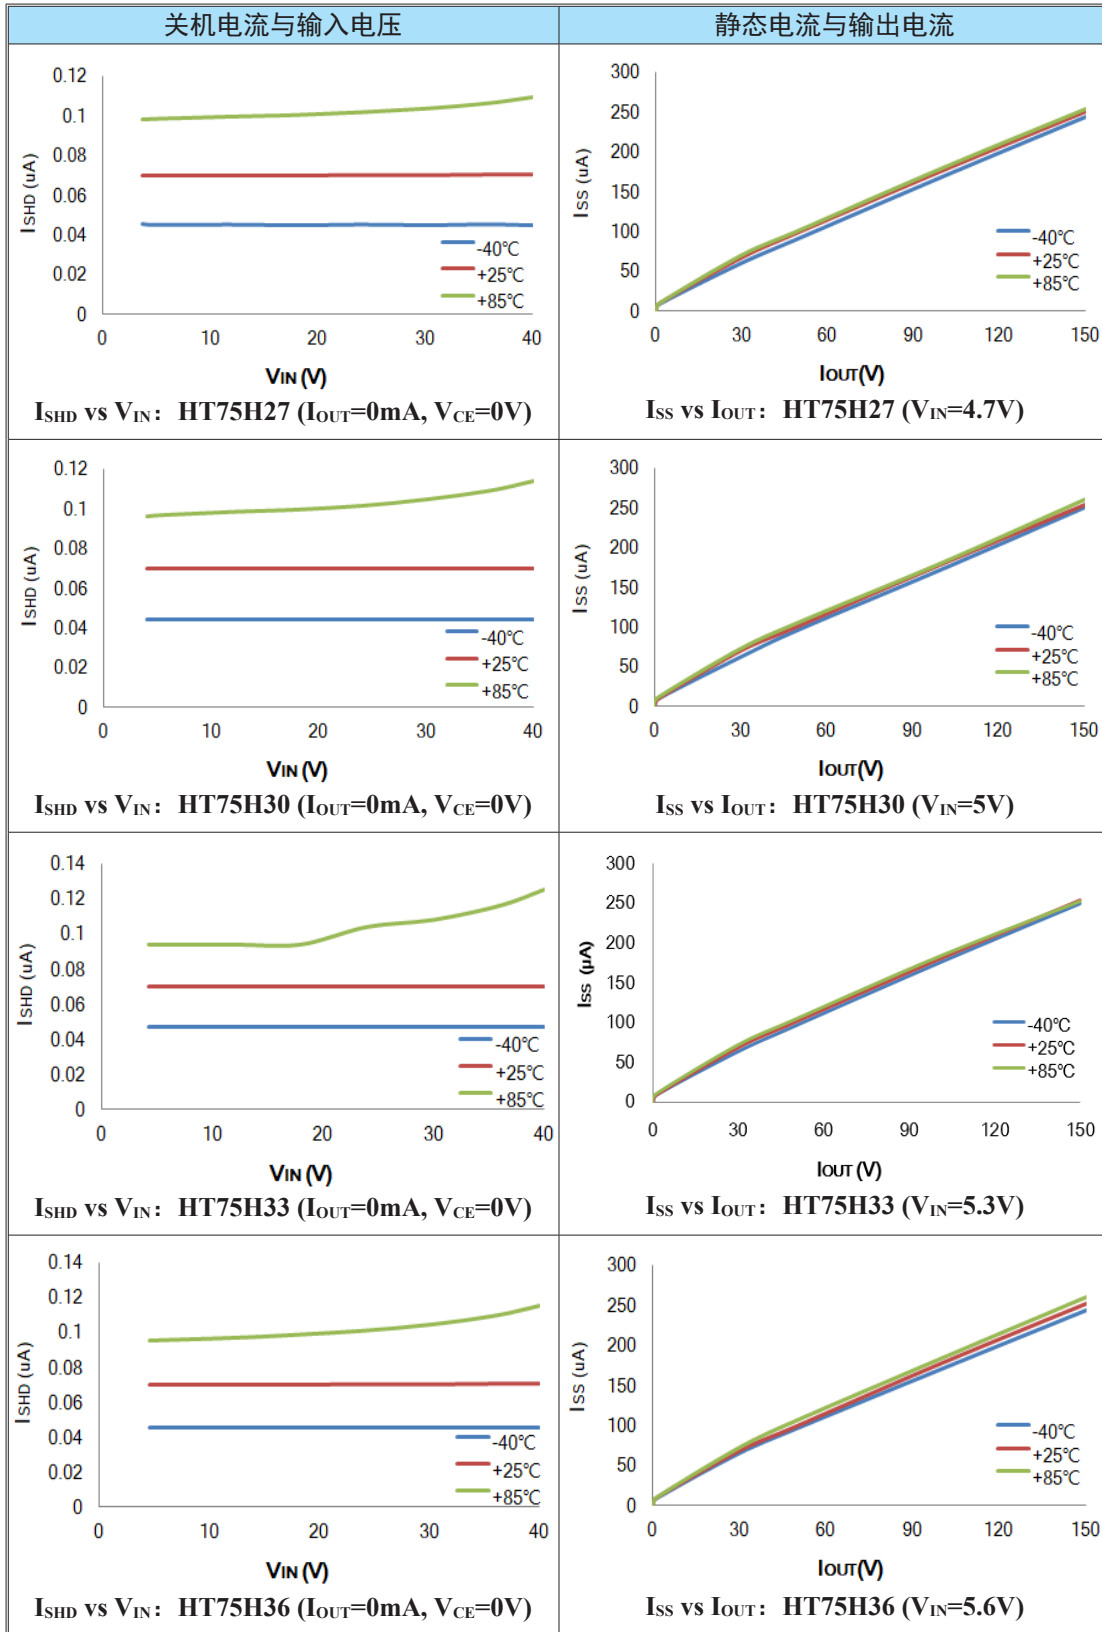 关机电流与输入电压
静态电流与输出电流
0.12
0.1
0.08
0.06
0.04
0.02
0
ISHD (uA)
-40℃
+25℃
+85℃
0 10 20 30 40
VIN (V)
ISHD vs VIN：HT75H27 (IOUT=0mA, VCE=0V)
300
250
200
150
100
50
0
ISS (uA)
-40℃
+25℃
+85℃
0 30 60 90 120 150
IOUT(V)
ISS vs IOUT：HT75H27 (VIN=4.7V)
0.12
0.1
0.08
0.06
0.04
0.02
0
ISHD (uA)
-40℃
+25℃
+85℃
0 10 20 30 40
VIN (V)
ISHD vs VIN：HT75H30 (IOUT=0mA, VCE=0V)
300
250
200
150
100
50
0
ISS (uA)
-40℃
+25℃
+85℃
0 30 60 90 120 150
IOUT(V)
ISS vs IOUT：HT75H30 (VIN=5V)
0.14
0.12
0.1
0.08
0.06
0.04
0.02
0
ISHD (uA)
-40℃
+25℃
+85℃
0 10 20 30 40
VIN (V)
ISHD vs VIN：HT75H33 (IOUT=0mA, VCE=0V)
300
250
200
150
100
50
0
ISS (µA)
-40℃
+25℃
+85℃
0 30 60 90 120 150
IOUT (V)
ISS vs IOUT：HT75H33 (VIN=5.3V)
0.14
0.12
0.1
0.08
0.06
0.04
0.02
0
ISHD (uA)
-40℃
+25℃
+85℃
0 10 20 30 40
VIN (V)
ISHD vs VIN：HT75H36 (IOUT=0mA, VCE=0V)
300
250
200
150
100
50
0
ISS (uA)
-40℃
+25℃
+85℃
0 30 60 90 120 150
IOUT(V)
ISS vs IOUT：HT75H36 (VIN=5.6V)